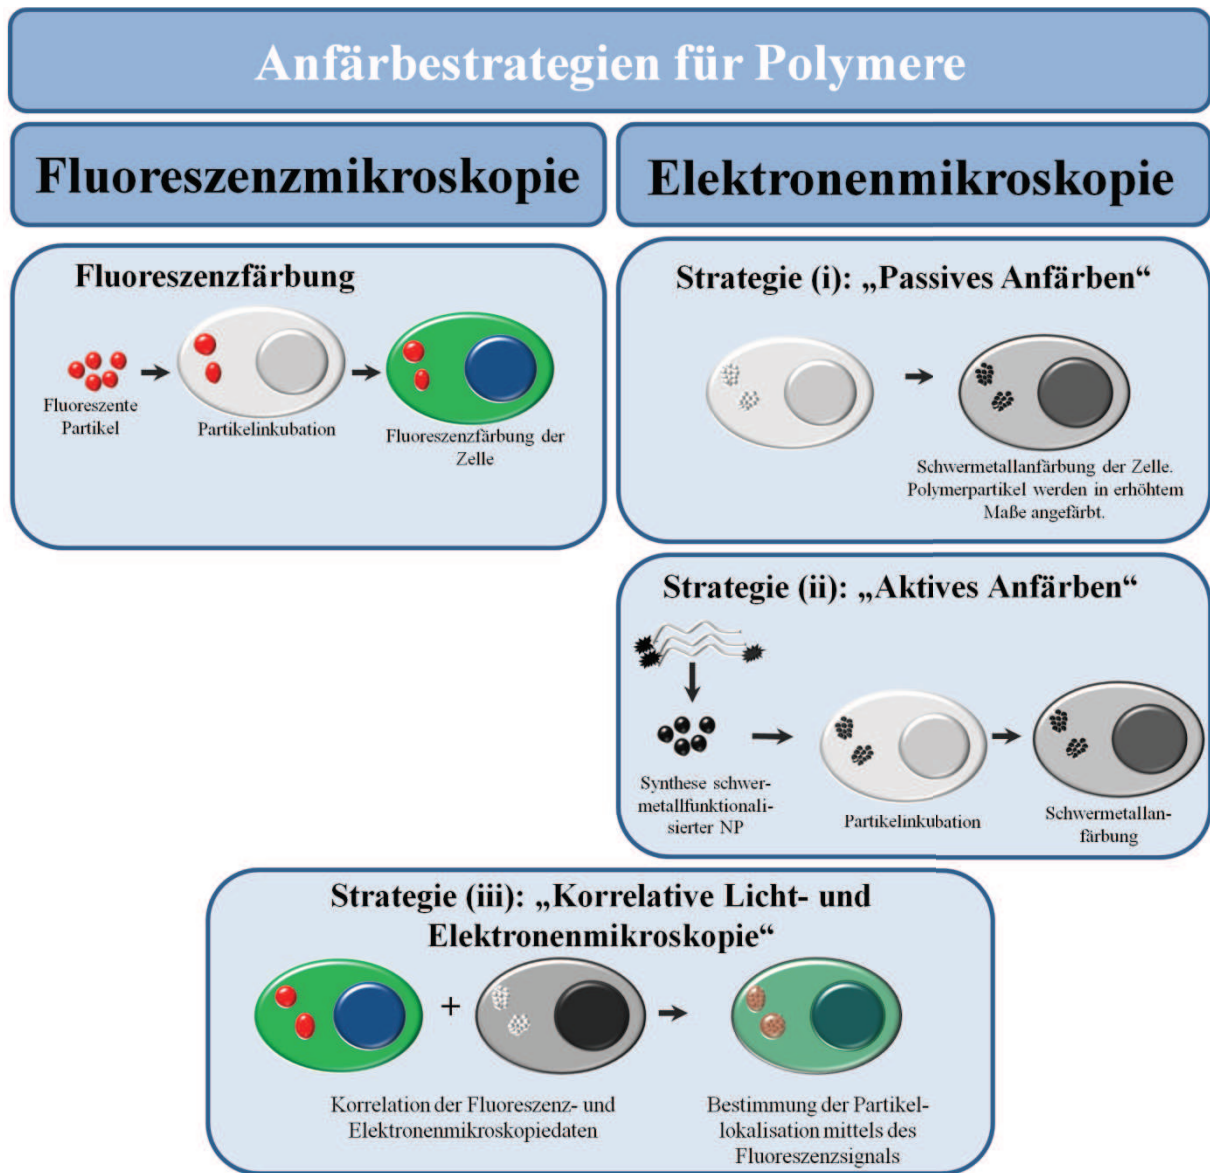 Anfärbestrategien für Polymere
Fluoreszenzmikroskopie
Elektronenmikroskopie
Fluoreszenzfärbung
Fluoreszente
Partikel
Partikelinkubation
Fluoreszenzfärbung der
Zelle
Strategie (i): „Passives Anfärben“
Schwermetallanfärbung der Zelle.
Polymerpartikel werden in erhöhtem
Maße angefärbt.
Strategie (ii): „Aktives Anfärben“
Synthese schwer-
metallfunktionali-
sierter NP
Partikelinkubation
Schwermetallan-
färbung
Strategie (iii): „Korrelative Licht- und
Elektronenmikroskopie“
+
Korrelation der Fluoreszenz- und
Elektronenmikroskopiedaten
Bestimmung der Partikel-
lokalisation mittels des
Fluoreszenzsignals